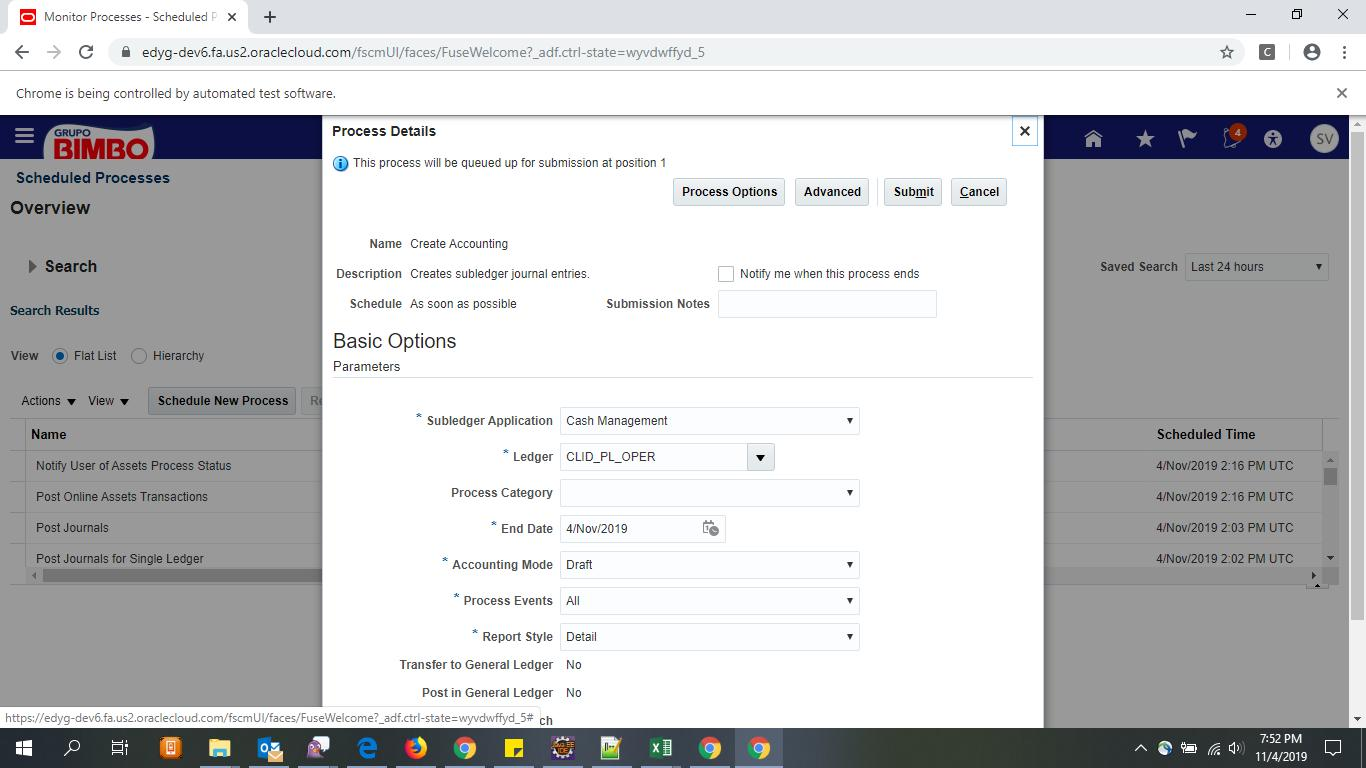 Monitor Processes - Scheduled P
edyg-dev6.fa.us2.oraclecloud.com/fscmUI/faces/FuseWelcome?_adf.ctrl-state=wyvdwffyd_5
C
Chrome is being controlled by automated test software.
GRUPO
BIMBO
4
SV
Process Details
This process will be queued up for submission at position 1
Process Options Advanced Submit Cancel
Scheduled Processes
Overview
Search
Saved Search Last 24 hours
Search Results
View Flat List Hierarchy
Actions View Schedule New Process Re
Name Scheduled Time
Notify User of Assets Process Status 4/Nov/2019 2:16 PM UTC
Post Online Assets Transactions 4/Nov/2019 2:16 PM UTC
Post Journals 4/Nov/2019 2:03 PM UTC
Post Journals for Single Ledger 4/Nov/2019 2:02 PM UTC
Name Create Accounting
Description Creates subledger journal entries. Notify me when this process ends
Schedule As soon as possible Submission Notes
Basic Options
Parameters
* Subledger Application Cash Management
* Ledger CLID_PL_OPER
Process Category
* End Date 4/Nov/2019
* Accounting Mode Draft
* Process Events All
* Report Style Detail
Transfer to General Ledger No
Post in General Ledger No
ch
https://edyg-dev6.fa.us2.oraclecloud.com/fscmUI/faces/FuseWelcome?_adf.ctrl-state=wyvdwffyd_5#
7:52 PM
11/4/2019